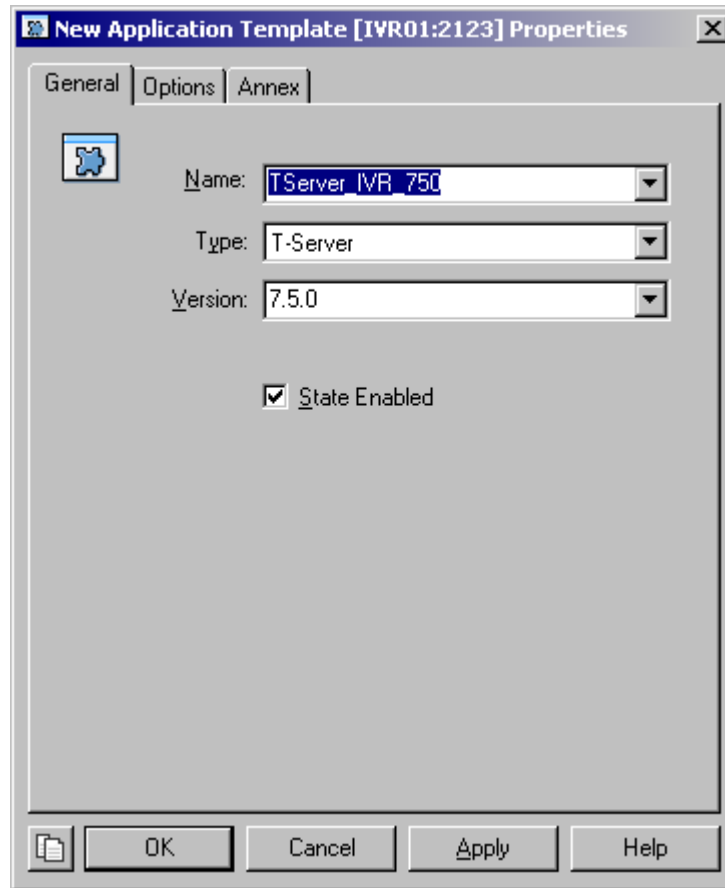 New Application Template [IVR01:2123] Properties
General Options Annex
Name: TServer_IVR_750
Type: T-Server
Version: 7.5.0
State Enabled
OK Cancel Apply Help